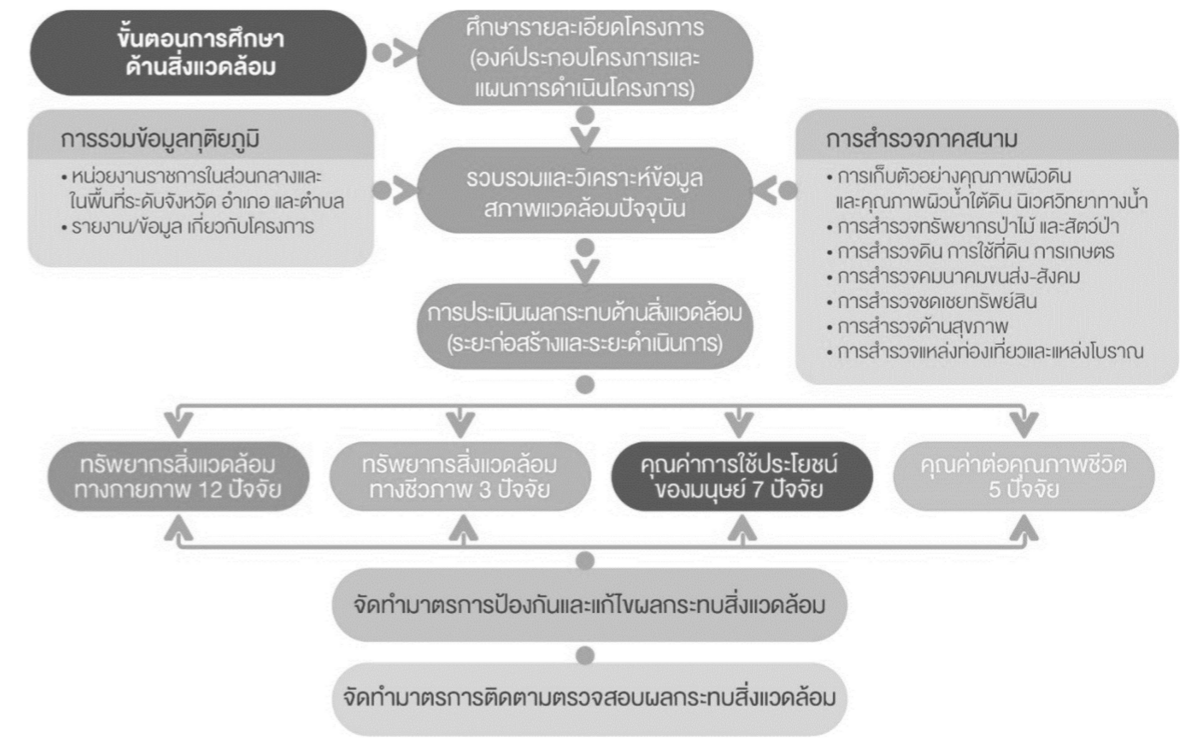 ขั้นตอนการศึกษา
ด้านสิ่งแวดล้อม
ศึกษารายละเอียดโครงการ
(องค์ประกอบโครงการและ
แผนการดำเนินโครงการ)
การรวมข้อมูลทุติยภูมิ
• หน่วยงานราชการในส่วนกลางและ
ในพื้นที่ระดับจังหวัด อำเภอ และตำบล
• รายงาน/ข้อมูล เกี่ยวกับโครงการ
รวบรวมและวิเคราะห์ข้อมูล
สภาพแวดล้อมปัจจุบัน
การสำรวจภาคสนาม
• การเก็บตัวอย่างคุณภาพผิวดิน
และคุณภาพผิวน้ำใต้ดิน นิเวศวิทยาทางน้ำ
• การสำรวจทรัพยากรป่าไม้ และสัตว์ป่า
• การสำรวจดิน การใช้ที่ดิน การเกษตร
• การสำรวจคมนาคมขนส่ง-สังคม
• การสำรวจชดเชยทรัพย์สิน
• การสำรวจด้านสุขภาพ
• การสำรวจแหล่งท่องเที่ยวและแหล่งโบราณ
การประเมินผลกระทบด้านสิ่งแวดล้อม
(ระยะก่อสร้างและระยะดำเนินการ)
ทรัพยากรสิ่งแวดล้อม
ทางกายภาพ 12 ปัจจัย
ทรัพยากรสิ่งแวดล้อม
ทางชีวภาพ 3 ปัจจัย
คุณค่าการใช้ประโยชน์
ของมนุษย์ 7 ปัจจัย
คุณค่าต่อคุณภาพชีวิต
5 ปัจจัย
จัดทำมาตรการป้องกันและแก้ไขผลกระทบสิ่งแวดล้อม
จัดทำมาตรการติดตามตรวจสอบผลกระทบสิ่งแวดล้อม